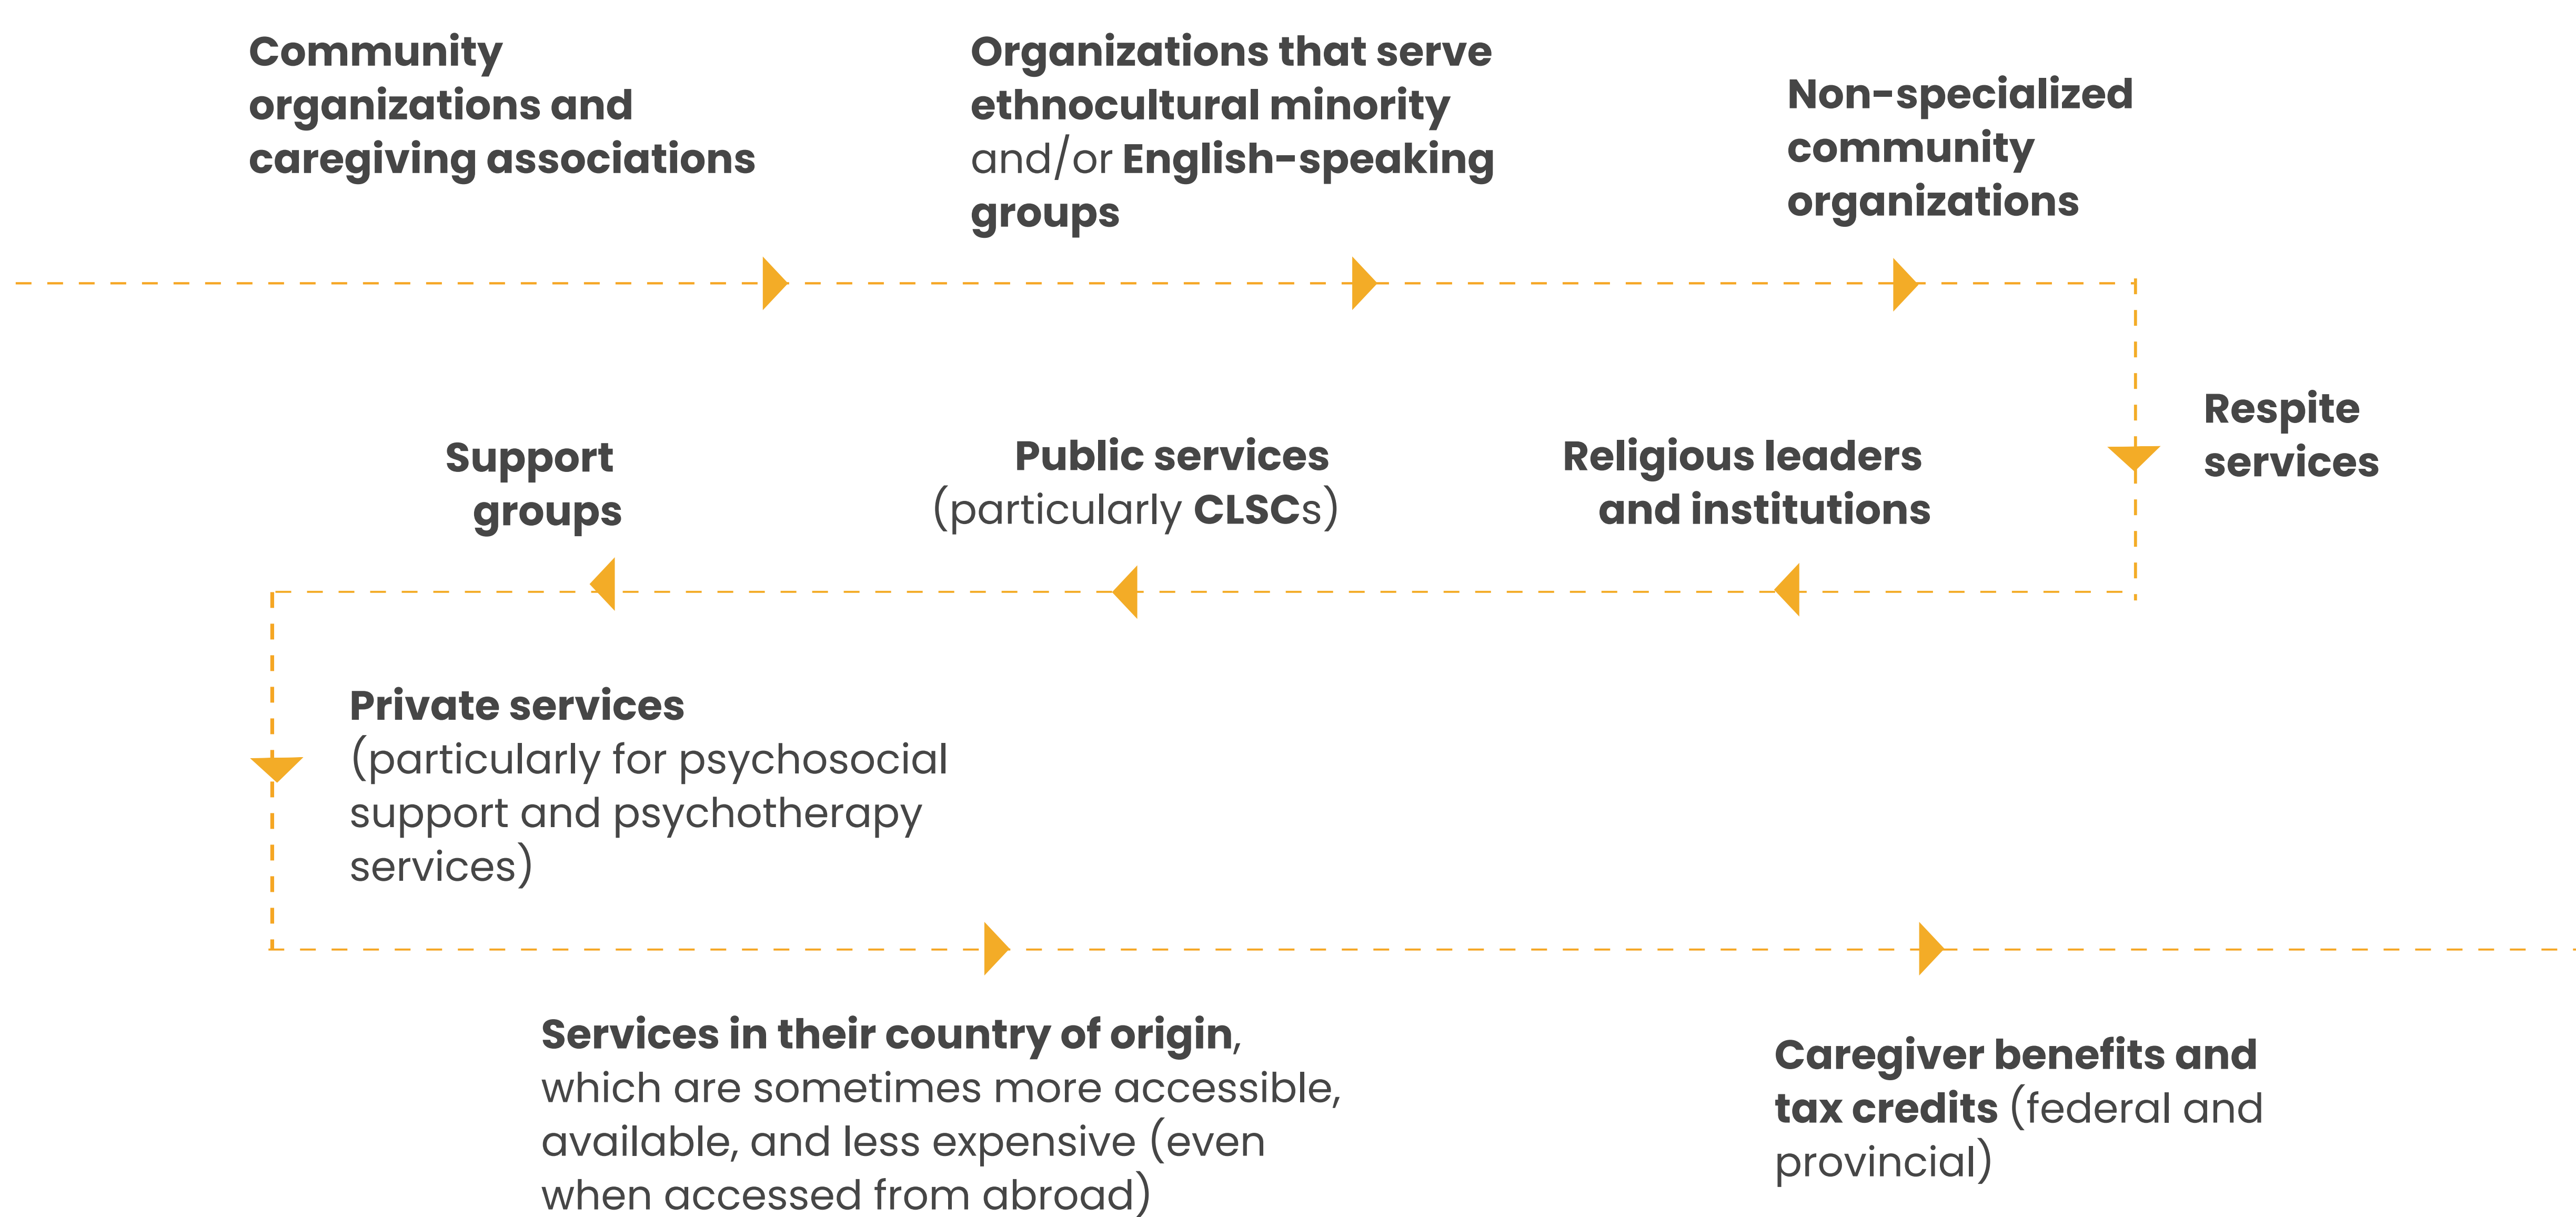 Community
organizations and
caregiving associations
Organizations that serve
ethnocultural minority
and/or English-speaking
groups
Non-specialized
community
organizations
Respite
services
Religious leaders
and institutions
Public services
(particularly CLSCs)
Support
groups
Private services
(particularly for psychosocial
support and psychotherapy
services)
Services in their country of origin,
which are sometimes more accessible,
available, and less expensive (even
when accessed from abroad)
Caregiver benefits and
tax credits (federal and
provincial)